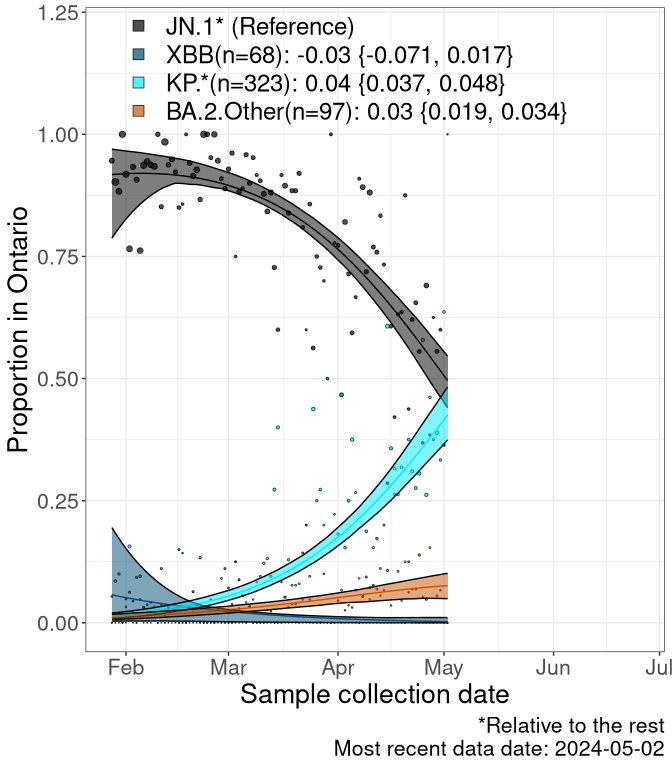 1.25
JN.1* (Reference)
XBB(n=68): -0.03 {-0.071, 0.017}
KP.*(n=323): 0.04 {0.037, 0.048}
BA.2.Other(n=97): 0.03 {0.019, 0.034}
1.00
0.75
0.50
0.25
0.00
Proportion in Ontario
Feb Mar Apr May Jun Jul
Sample collection date
*Relative to the rest
Most recent data date: 2024-05-02